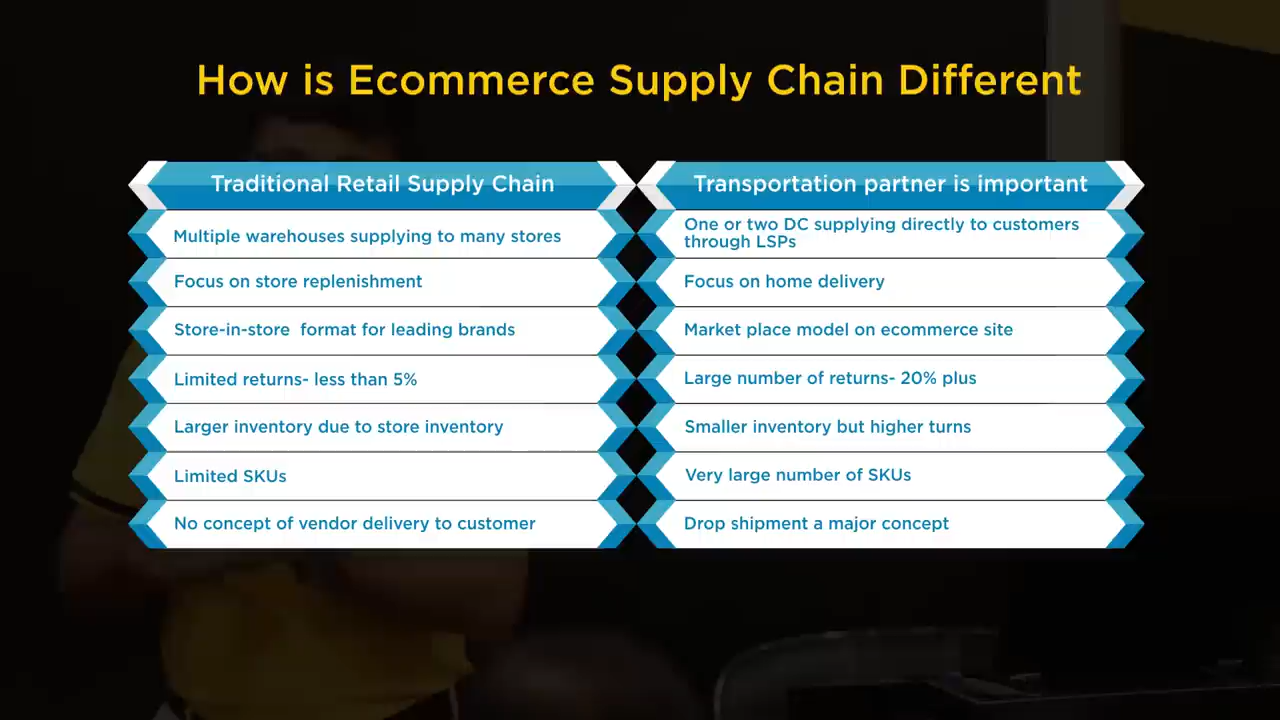 How is Ecommerce Supply Chain Different
Traditional Retail Supply Chain
Transportation partner is important
Multiple warehouses supplying to many stores
One or two DC supplying directly to customers
through LSPs
Focus on store replenishment
Focus on home delivery
Store-in-store format for leading brands
Market place model on ecommerce site
Limited returns- less than 5%
Large number of returns- 20% plus
Larger inventory due to store inventory
Smaller inventory but higher turns
Limited SKUs
Very large number of SKUs
No concept of vendor delivery to customer
Drop shipment a major concept